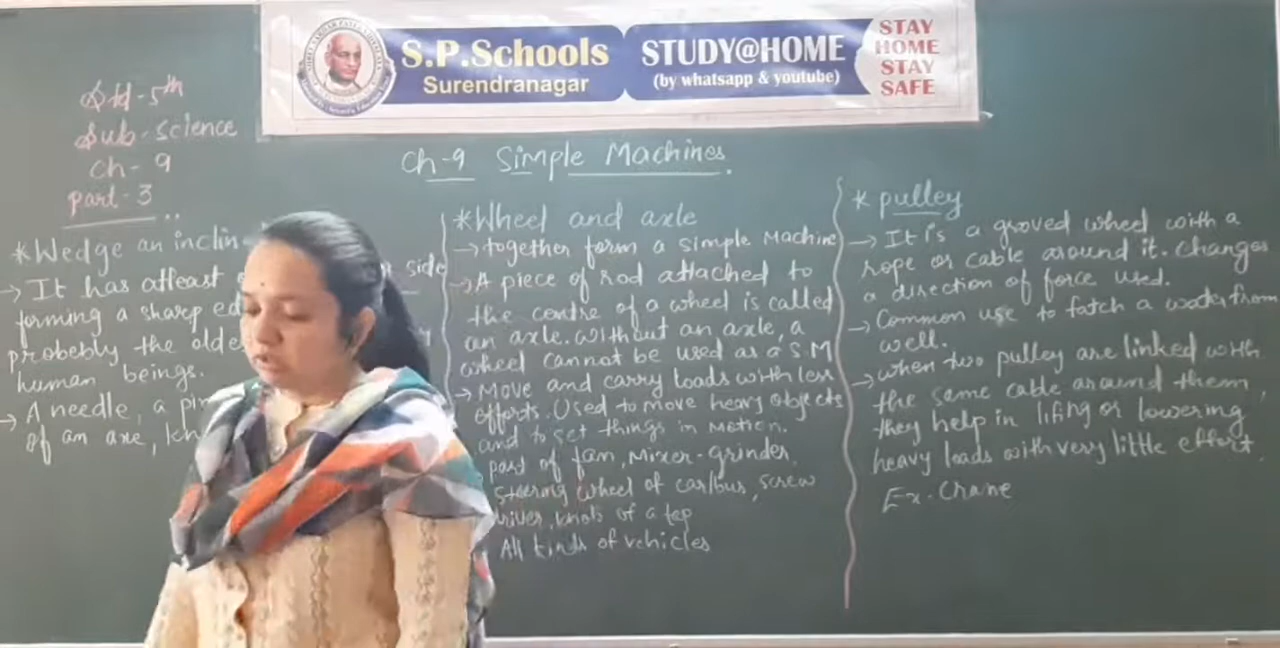 S.P.Schools
Surendranagar
STUDY@HOME
(by whatsapp & youtube)
STAY
HOME
STAY
SAFE
Std-5th
Sub-science
Ch-9
part-3
Ch-9 Simple Machines.
*Wedge an inclin
→ It has atleast side
forming a sharp ed
probebly the olde
human beings.
→ A needle, a pin
of an axe, kn
*Wheel and axle
→ together form a simple Machine
→ A piece of rod attached to
the centre of a wheel is called
an axle. without an axle, a
wheel cannot be used as a S.M
→ Move and carry loads with less
efforts. Used to move heavy objects
and to set things in motion.
part of fan, Mixer-grinder,
steering wheel of car/bus, screw
driver, knob of a tap
All kinds of vehicles
* pulley
→ It is a groved wheel with a
rope or cable around it. Changes
a direction of force used.
→ Common use to fatch a water from
well.
→ when two pulley are linked with
the same cable around them,
they help in lifing or lowering
heavy loads with very little effort.
Ex. Crane